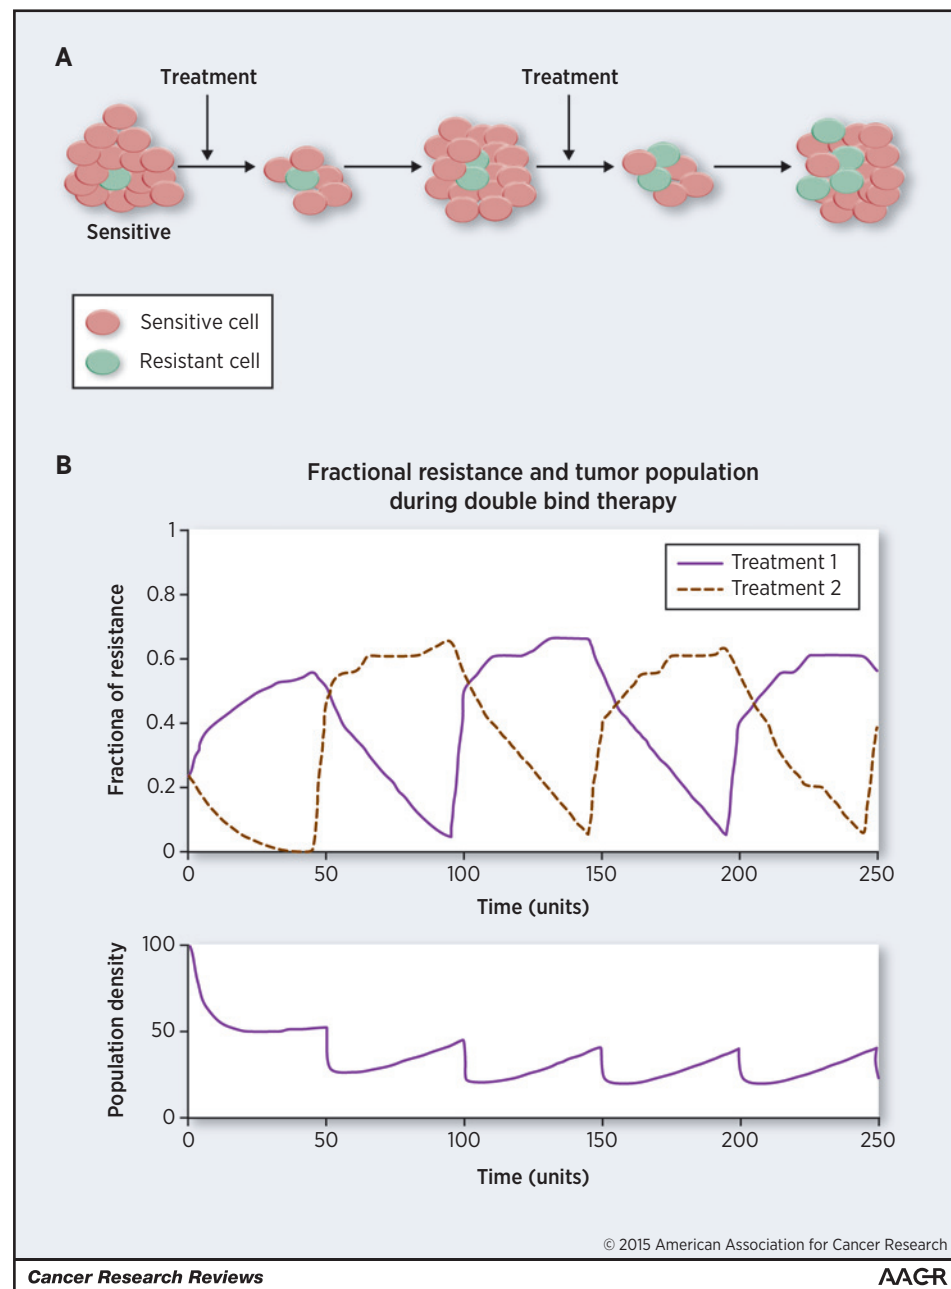 A
Treatment
Treatment
Sensitive
Sensitive cell
Resistant cell
B
Fractional resistance and tumor population
during double bind therapy
Treatment 1
Treatment 2
Fractiona of resistance
1
0.8
0.6
0.4
0.2
0
0
50
100
150
200
250
Time (units)
Population density
100
50
0
0
50
100
150
200
250
Time (units)
© 2015 American Association for Cancer Research
Cancer Research Reviews
AACR